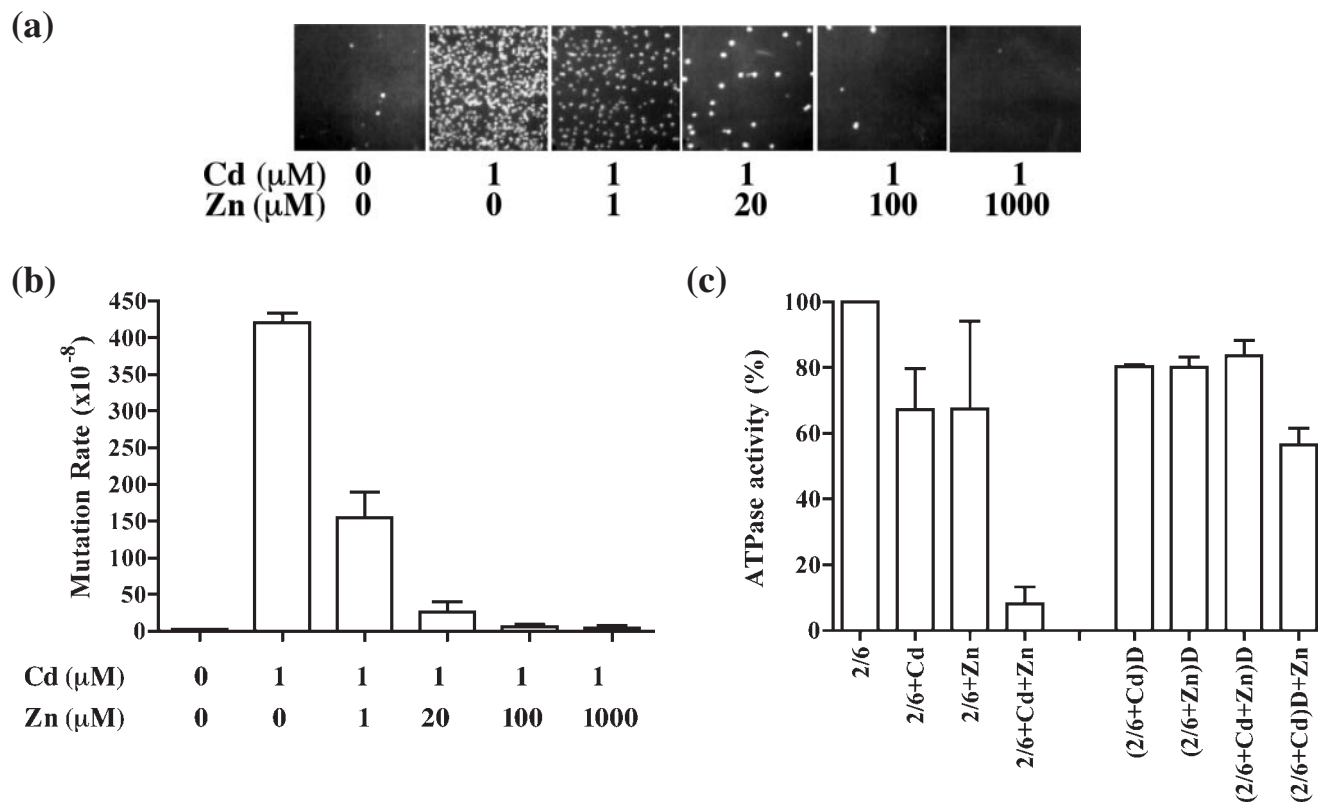 (a)
Cd (μM) 0 1 1 1 1 1
Zn (μM) 0 0 1 20 100 1000
(b)
Mutation Rate (x10⁻⁸)
450
400
350
300
250
200
150
100
50
0
Cd (μM) 0 1 1 1 1 1
Zn (μM) 0 0 1 20 100 1000
(c)
ATPase activity (%)
100
80
60
40
20
0
2/6
2/6+Cd
2/6+Zn
2/6+Cd+Zn
(2/6+Cd)D
(2/6+Zn)D
(2/6+Cd+Zn)D
(2/6+Cd)D+Zn